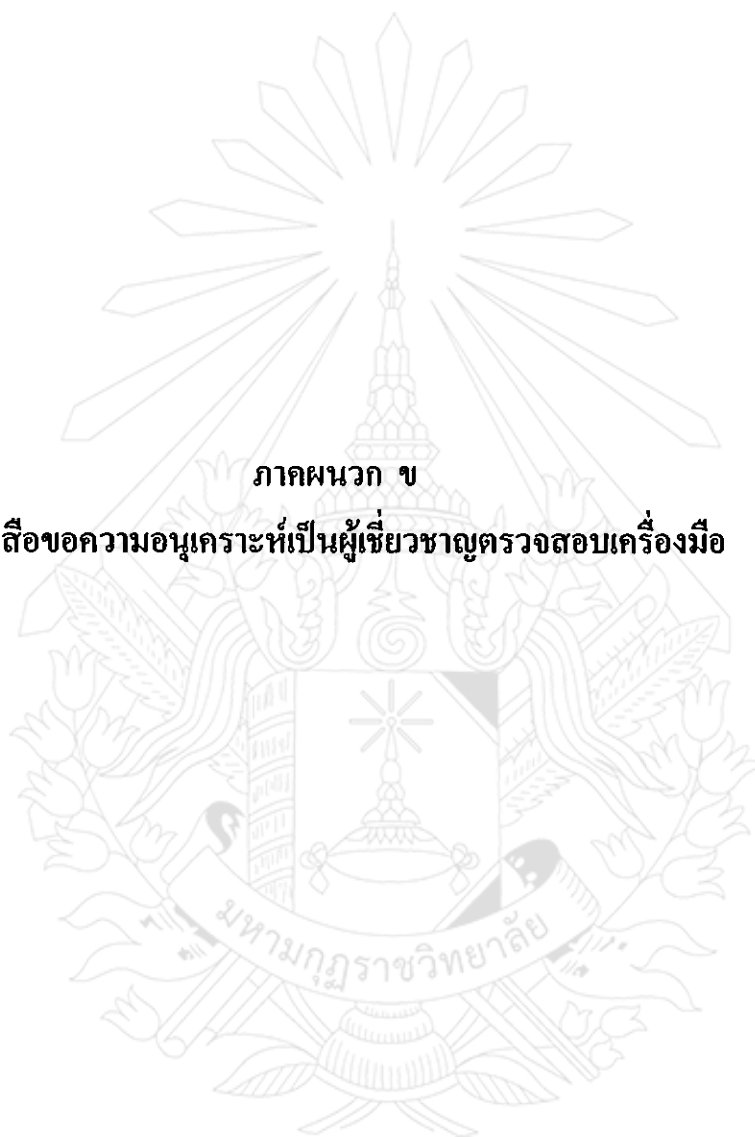 ภาคผนวก ข
สือขอความอนุเคราะห์เป็นผู้เชี่ยวชาญตรวจสอบเครื่องมือ
มหามกุฏราชวิทยาลัย